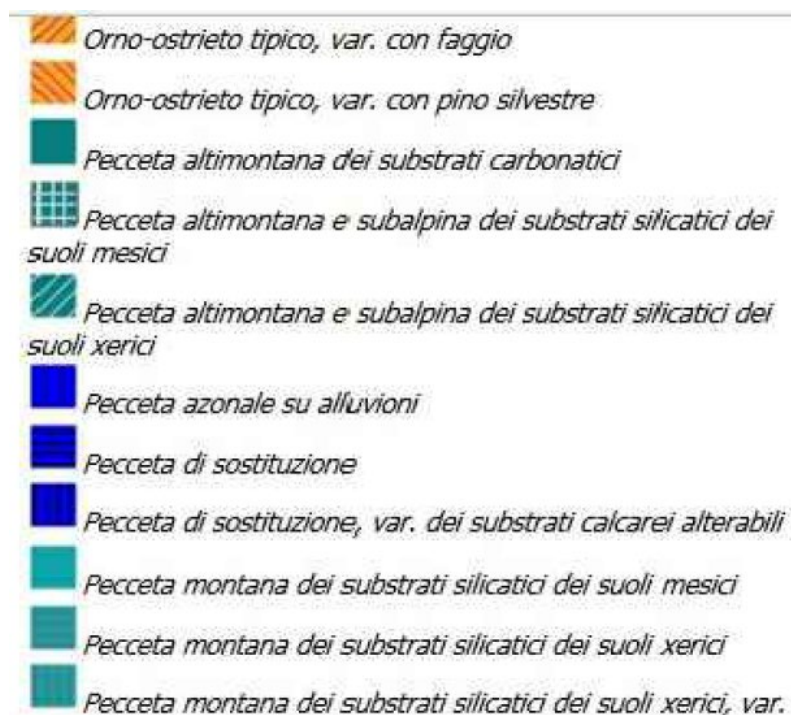 Orno-ostrieto tipico, var. con faggio
Orno-ostrieto tipico, var. con pino silvestre
Pecceta altimontana dei substrati carbonatici
Pecceta altimontana e subalpina dei substrati silicatici dei
suoli mesici
Pecceta altimontana e subalpina dei substrati silicatici dei
suoli xerici
Pecceta azonale su alluvioni
Pecceta di sostituzione
Pecceta di sostituzione, var. dei substrati calcarei alterabili
Pecceta montana dei substrati silicatici dei suoli mesici
Pecceta montana dei substrati silicatici dei suoli xerici
Pecceta montana dei substrati silicatici dei suoli xerici, var.